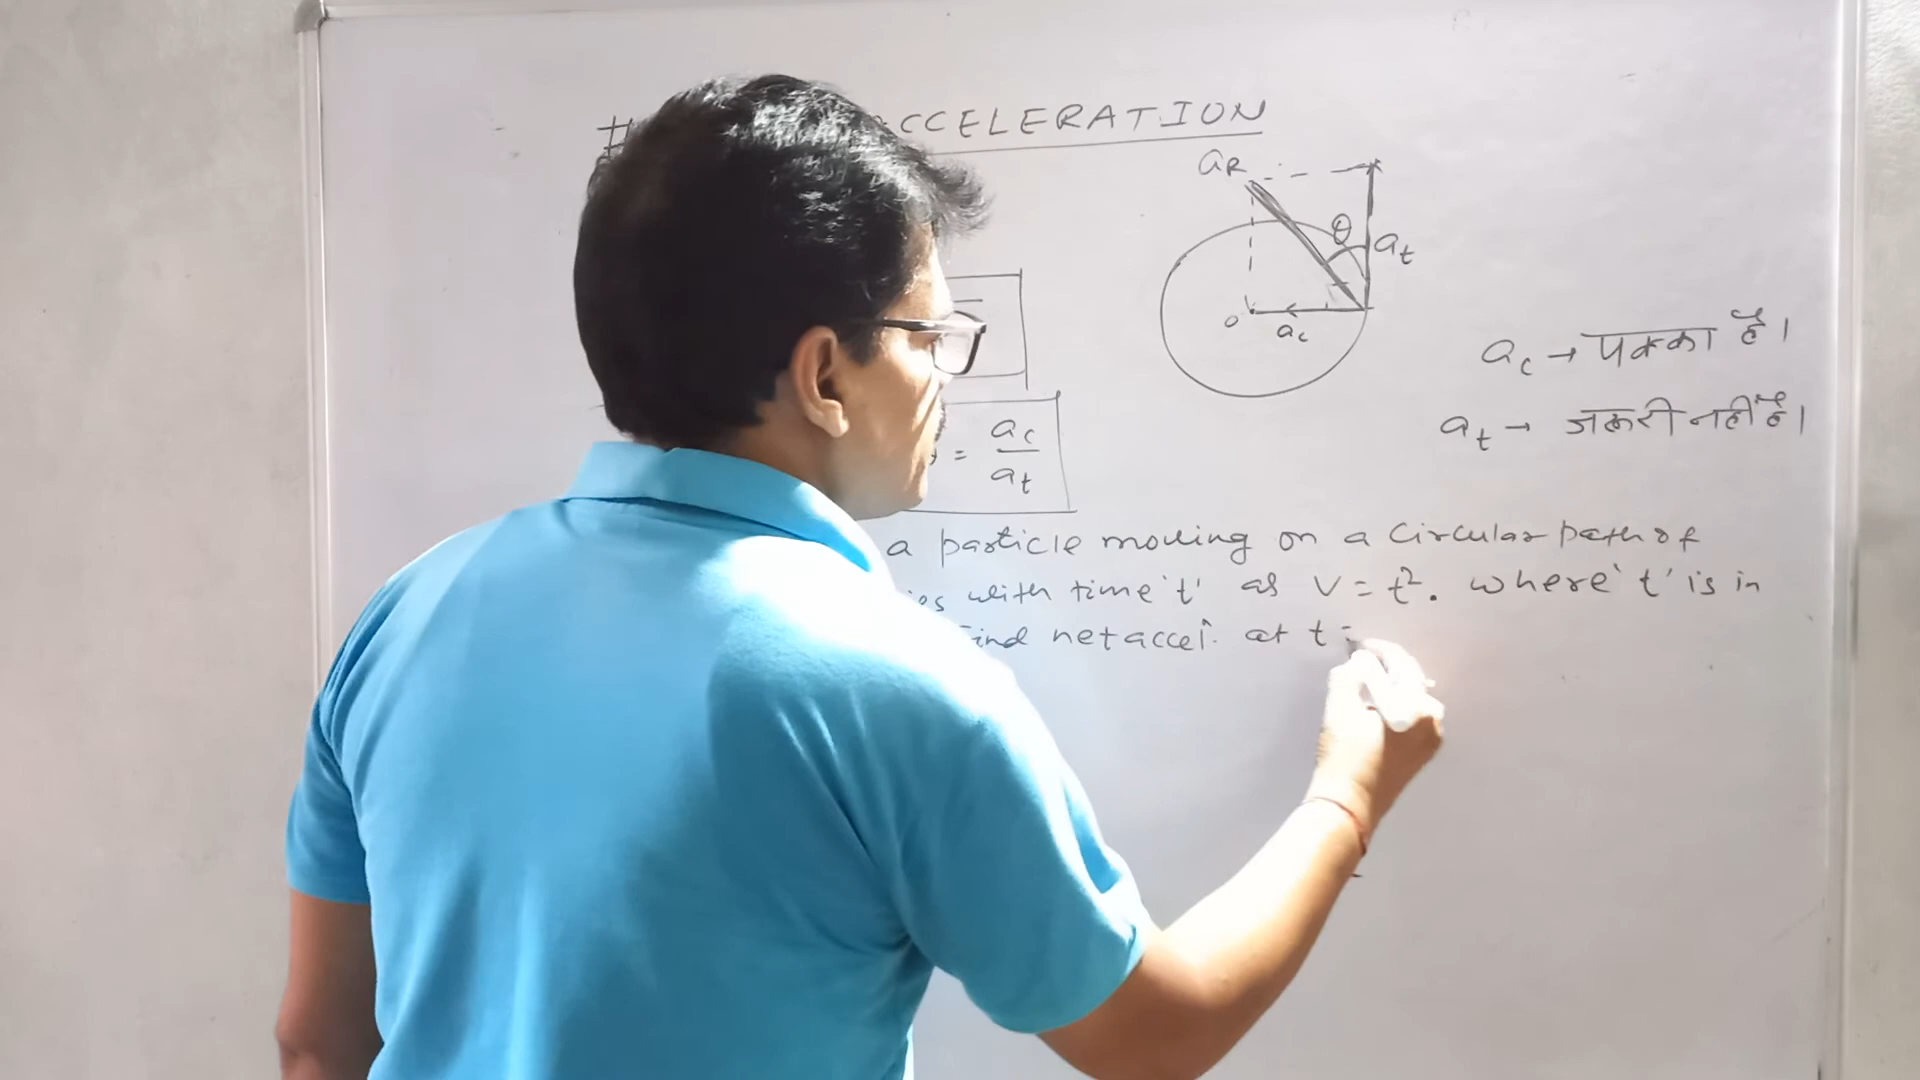 CCELERATION
aR
θ
at
o
ac
ac → पक्का है।
at → जरूरी नहीं है।
= ac
at
a particle moving on a circular path of
with time 't' as V = t². where 't' is in
net accel. at t =